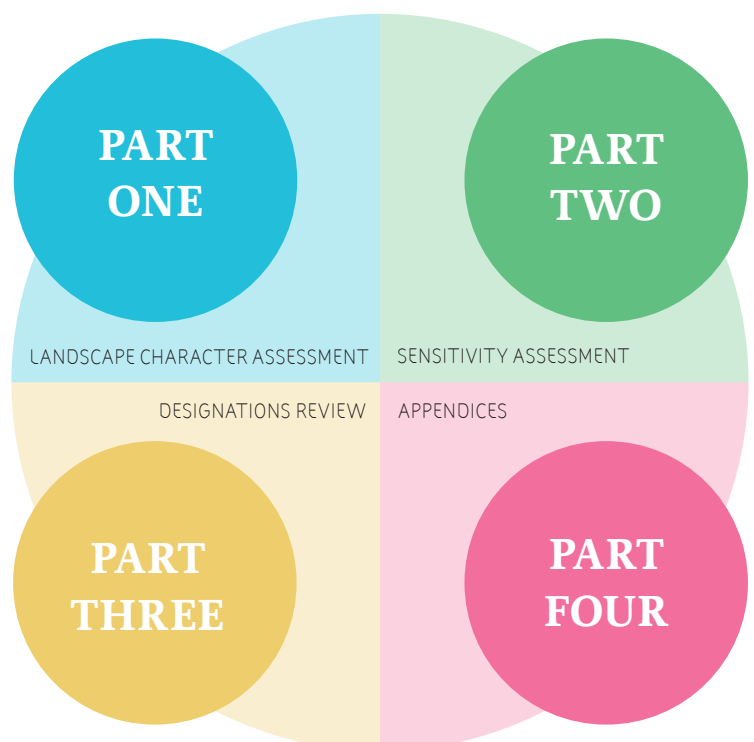 PART
ONE
LANDSCAPE CHARACTER ASSESSMENT
PART
TWO
SENSITIVITY ASSESSMENT
DESIGNATIONS REVIEW
PART
THREE
APPENDICES
PART
FOUR